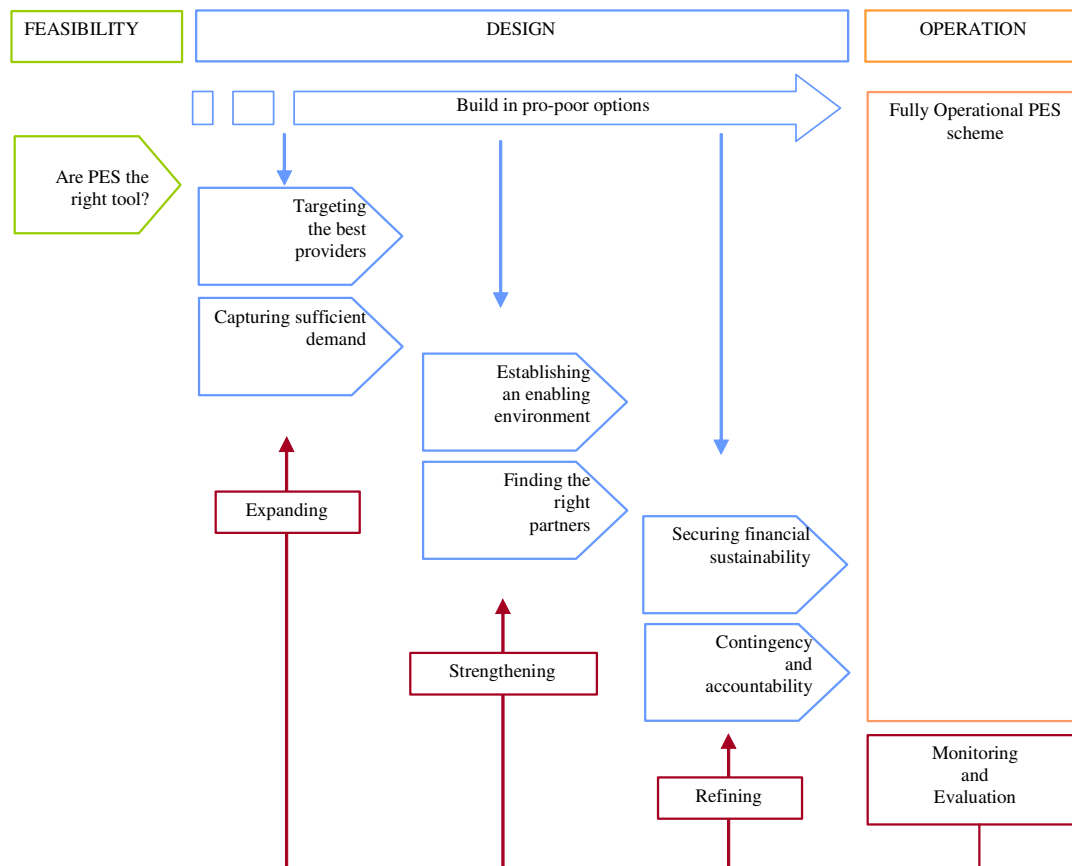 FEASIBILITY
DESIGN
OPERATION
Build in pro-poor options
Fully Operational PES
scheme
Are PES the
right tool?
Targeting
the best
providers
Capturing sufficient
demand
Establishing
an enabling
environment
Expanding
Finding the
right
partners
Securing financial
sustainability
Strengthening
Contingency
and
accountability
Refining
Monitoring
and
Evaluation